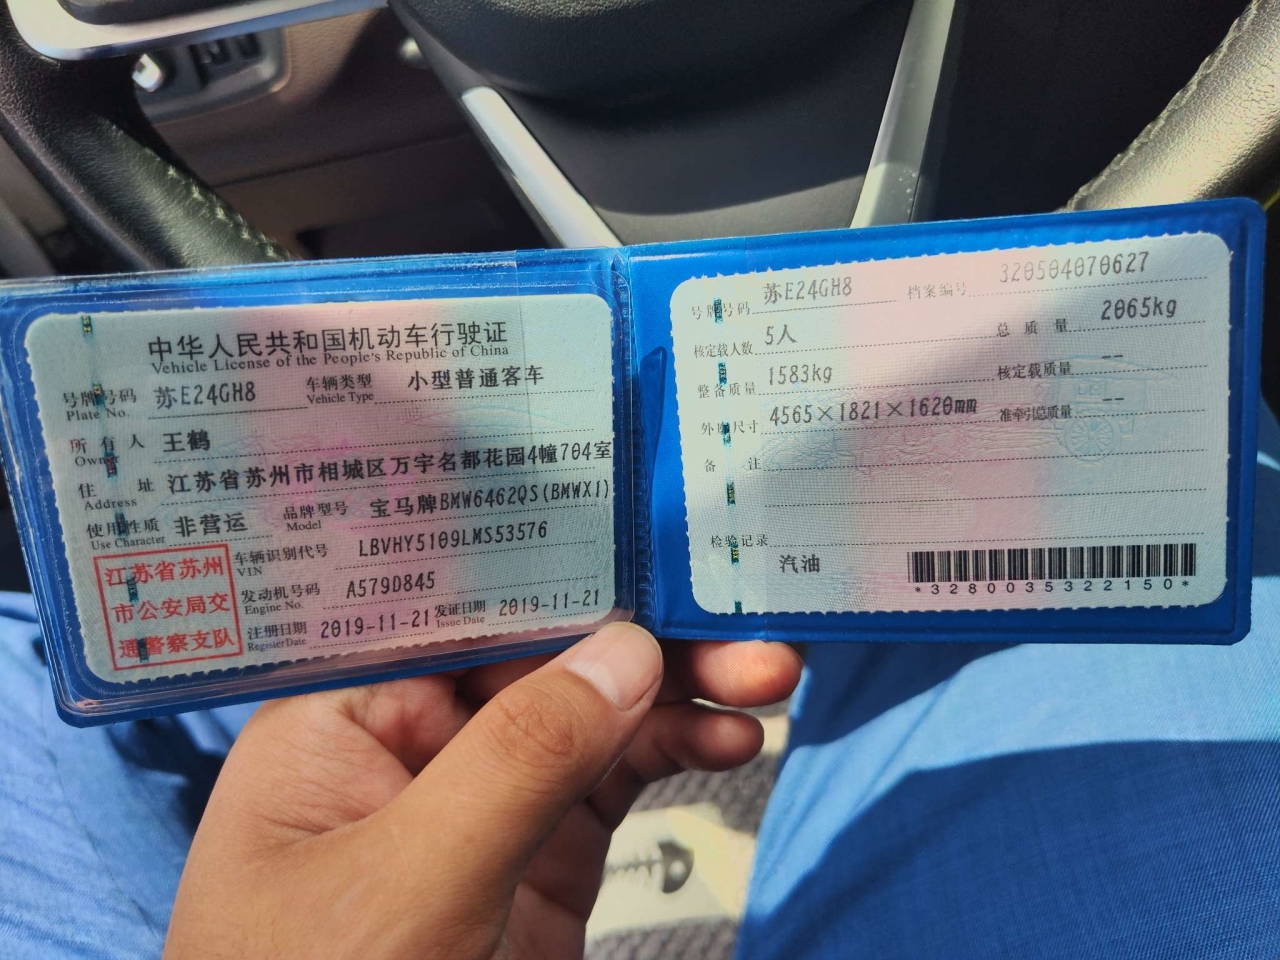 中华人民共和国机动车行驶证
Vehicle License of the People's Republic of China
号牌号码 苏E24GH8 车辆类型 小型普通客车
Plate No. Vehicle Type
所有人 王鹤
Owner
住址 江苏省苏州市相城区万宇名都花园4幢704室
Address
使用性质 非营运 品牌型号 宝马牌BMW6462QS(BMWX1)
Use Character Model
车辆识别代号 LBVHY5109LMS53576
VIN
发动机号码 A579D845
Engine No.
注册日期 2019-11-21 发证日期 2019-11-21
Register Date Issue Date
江苏省苏州
市公安局交
通警察支队
号牌号码 苏E24GH8 档案编号 320504070627
核定载人数 5人 总质量 2065kg
整备质量 1583kg 核定载质量 --
外廓尺寸 4565×1821×1620mm 准牵引总质量 --
备注
检验记录
汽油
*3280035322150*